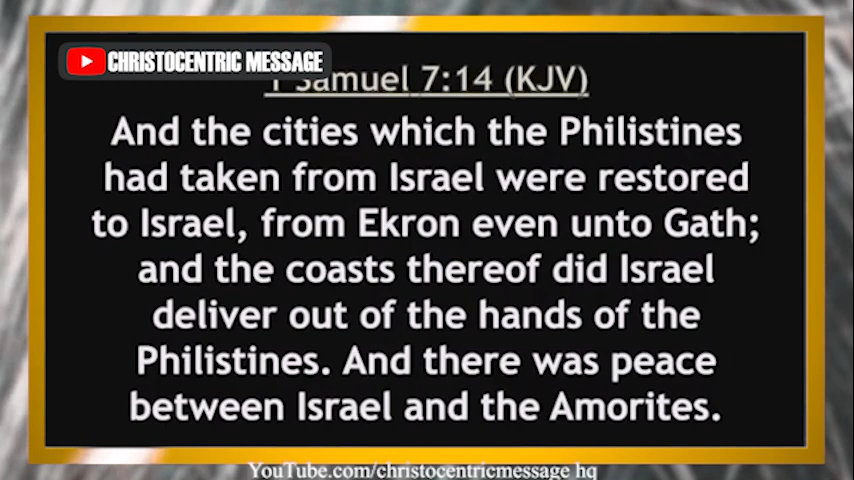 CHRISTOCENTRIC MESSAGE
1 Samuel 7:14 (KJV)
And the cities which the Philistines
had taken from Israel were restored
to Israel, from Ekron even unto Gath;
and the coasts thereof did Israel
deliver out of the hands of the
Philistines. And there was peace
between Israel and the Amorites.
YouTube.com/christocentricmessage hq